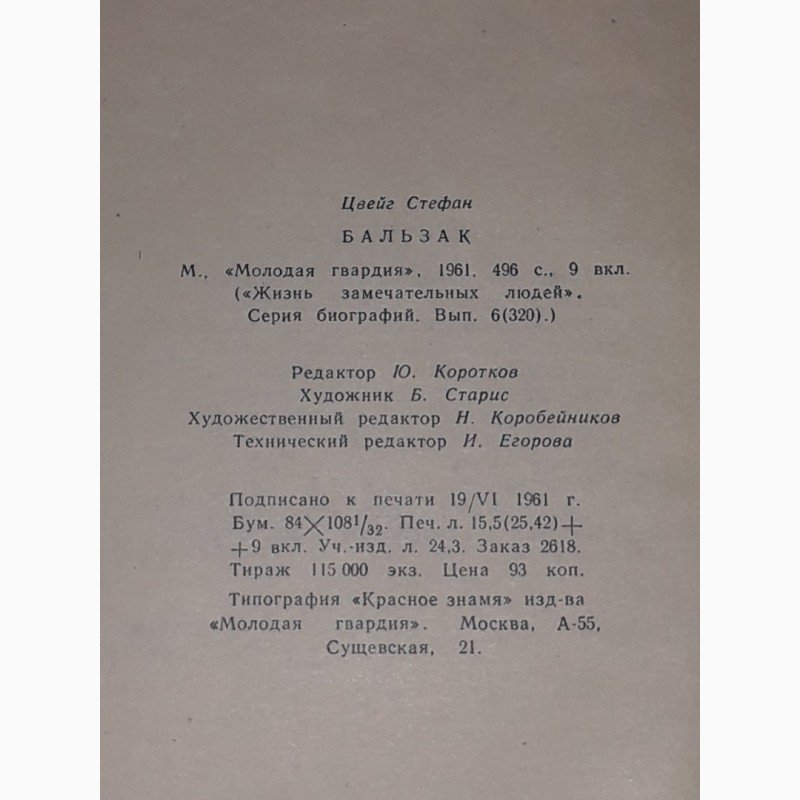 Цвейг Стефан
БАЛЬЗАК
М., «Молодая гвардия», 1961. 496 с., 9 вкл.
(«Жизнь замечательных людей».
Серия биографий. Вып. 6(320).)
Редактор Ю. Коротков
Художник Б. Старис
Художественный редактор Н. Коробейников
Технический редактор И. Егорова
Подписано к печати 19/VI 1961 г.
Бум. 84×108 1/32. Печ. л. 15,5(25,42)+
+9 вкл. Уч.-изд. л. 24,3. Заказ 2618.
Тираж 115 000 экз. Цена 93 коп.
Типография «Красное знамя» изд-ва
«Молодая гвардия». Москва, А-55,
Сущевская, 21.